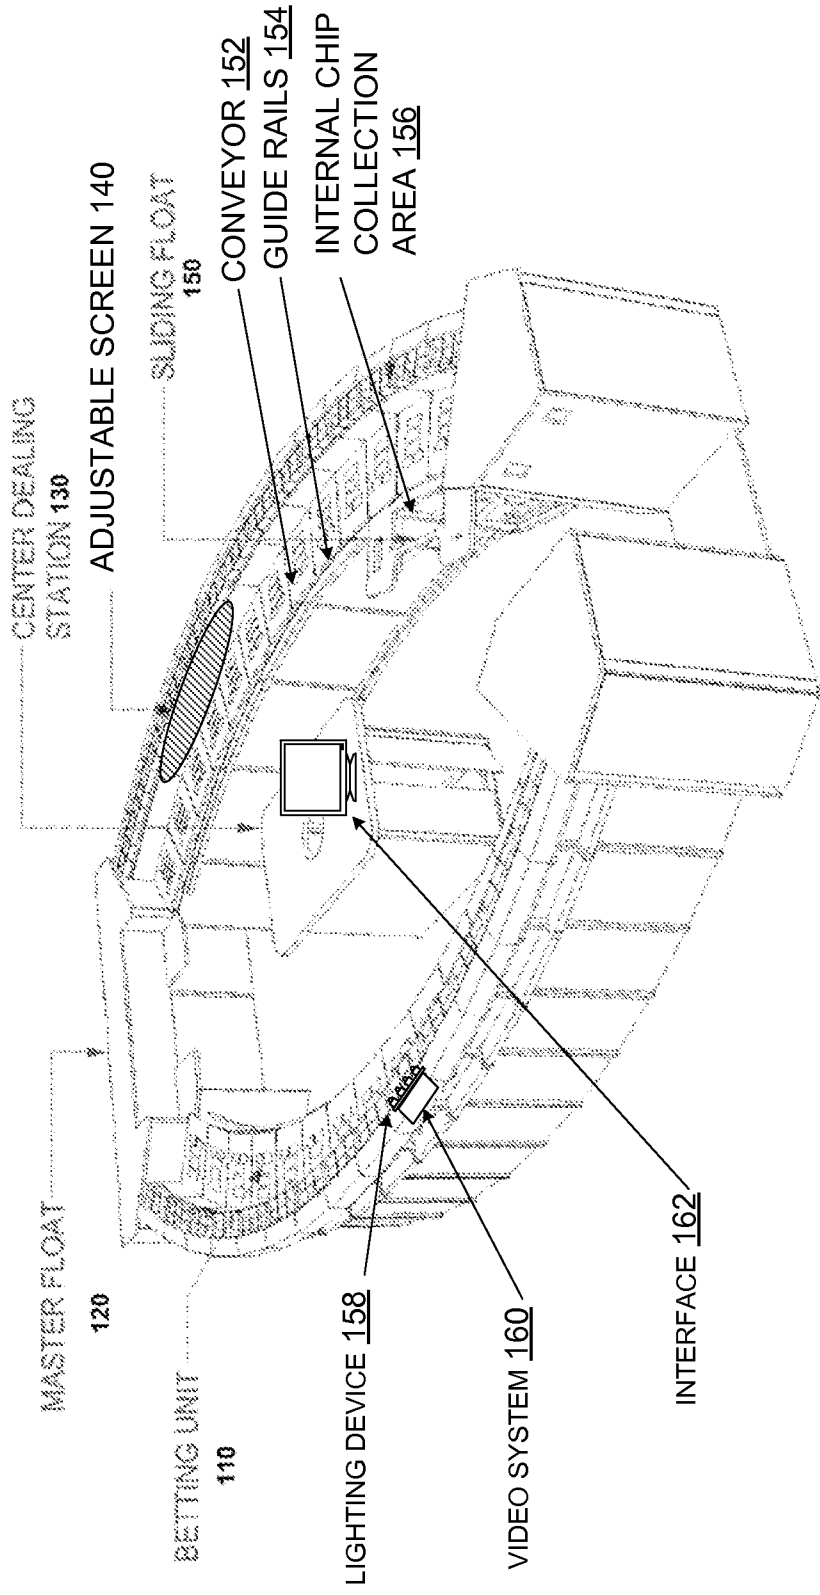 MASTER FLOAT
120
BETTING UNIT
110
CENTER DEALING
STATION 130
ADJUSTABLE SCREEN 140
SLIDING FLOAT
150
CONVEYOR 152
GUIDE RAILS 154
INTERNAL CHIP
COLLECTION
AREA 156
LIGHTING DEVICE 158
VIDEO SYSTEM 160
INTERFACE 162